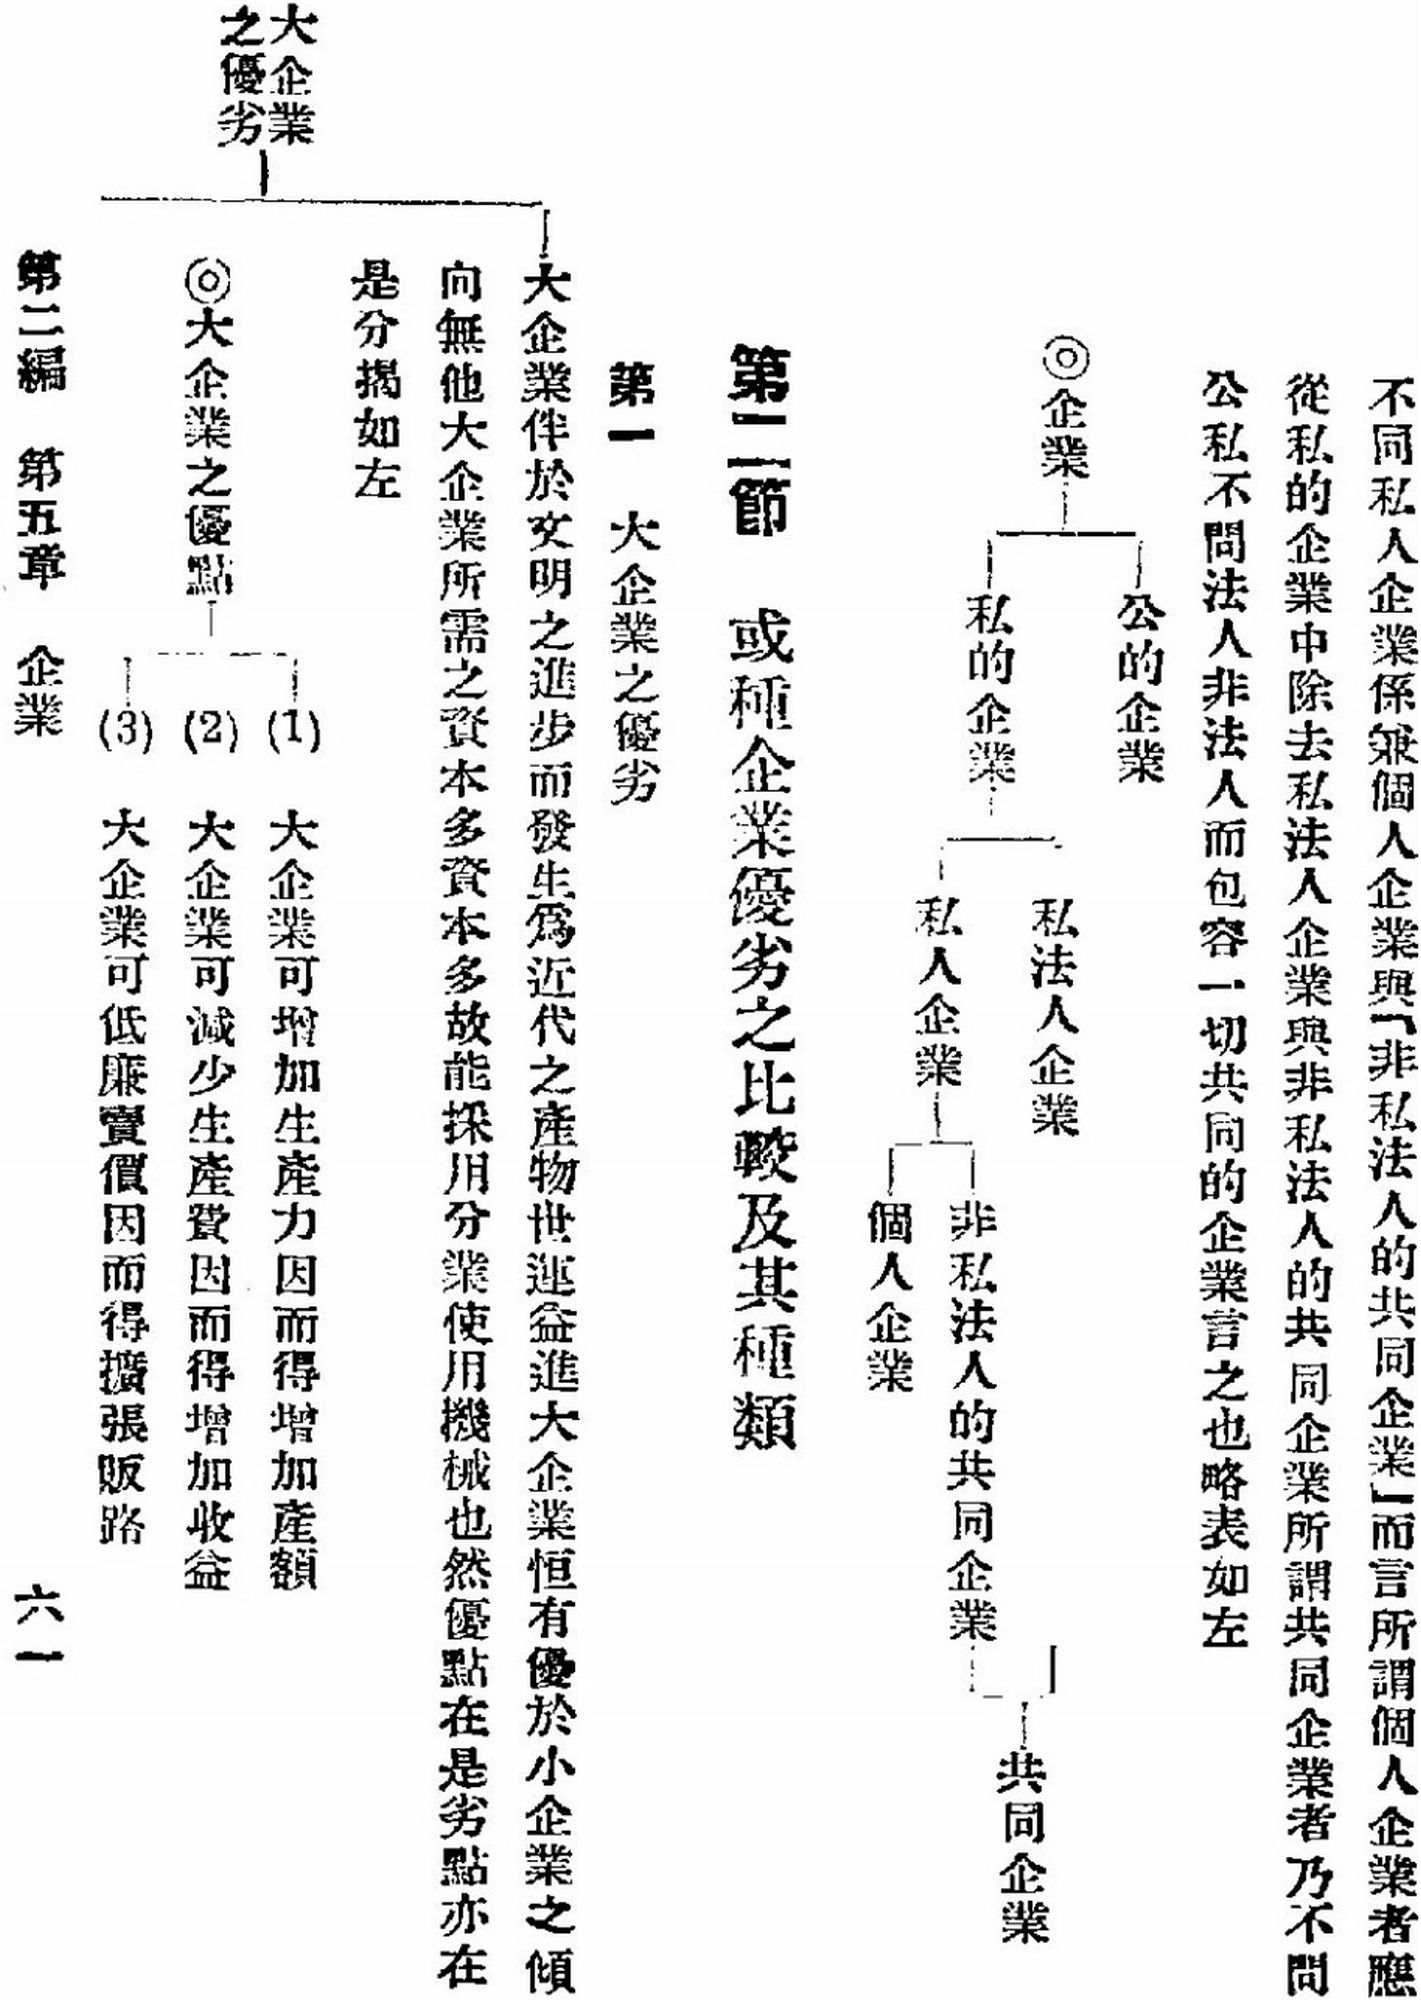 不同私人企業係兼個人企業與「非私法人的共同企業」而言所謂個人企業者應
從私的企業中除去私法人企業與非私法人的共同企業所謂共同企業者乃不問
公私不問法人非法人而包容一切共同的企業言之也略表如左
◎企業
公的企業
私的企業
私法人企業
私人企業
非私法人的共同企業
個人企業
共同企業
第二節　或種企業優劣之比較及其種類
第一　大企業之優劣
大企業伴於文明之進步而發生爲近代之產物世運益進大企業恒有優於小企業之傾
向無他大企業所需之資本多資本多故能採用分業使用機械也然優點在是劣點亦在
是分揭如左
大企業
之優劣
◎大企業之優點
(1)　大企業可增加生產力因而得增加產額
(2)　大企業可減少生產費因而得增加收益
(3)　大企業可低廉賣價因而得擴張販路
第二編　第五章　企業　六一